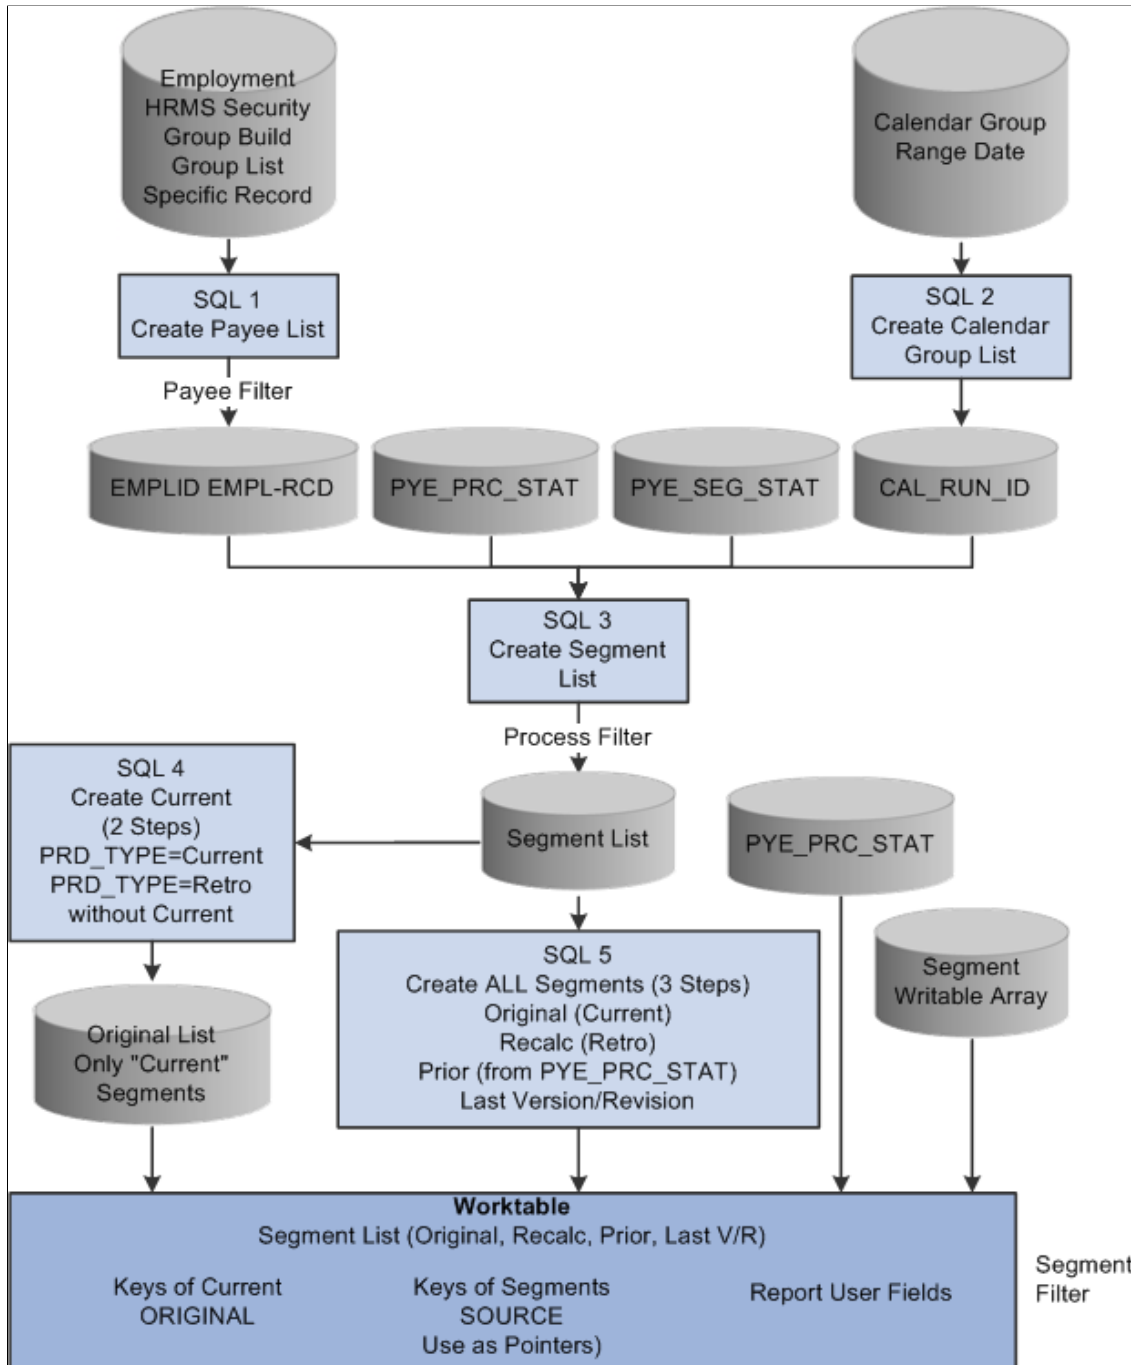 Employment
HRMS Security
Group Build
Group List
Specific Record
Calendar Group
Range Date
SQL 1
Create Payee List
SQL 2
Create Calendar
Group List
Payee Filter
EMPLID EMPL-RCD
PYE_PRC_STAT
PYE_SEG_STAT
CAL_RUN_ID
SQL 3
Create Segment
List
Process Filter
SQL 4
Create Current
(2 Steps)
PRD_TYPE=Current
PRD_TYPE=Retro
without Current
Segment List
PYE_PRC_STAT
SQL 5
Create ALL Segments (3 Steps)
Original (Current)
Recalc (Retro)
Prior (from PYE_PRC_STAT)
Last Version/Revision
Segment
Writable Array
Original List
Only "Current"
Segments
Worktable
Segment List (Original, Recalc, Prior, Last V/R)
Keys of Current
ORIGINAL
Keys of Segments
SOURCE
Use as Pointers)
Report User Fields
Segment
Filter